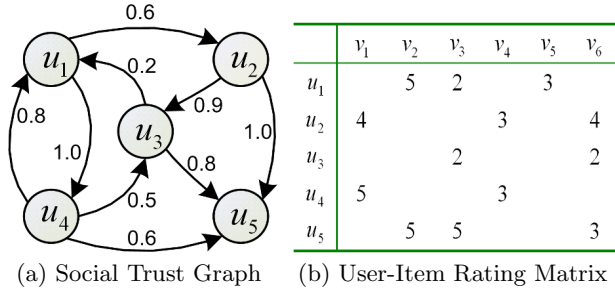 0.6
u1 u2
0.2
0.9
0.8 1.0 u3 0.8 1.0
0.5
u4 u5
0.6
(a) Social Trust Graph
v1 v2 v3 v4 v5 v6
u1 5 2 3
u2 4 3 4
u3 2 2
u4 5 3
u5 5 5 3
(b) User-Item Rating Matrix